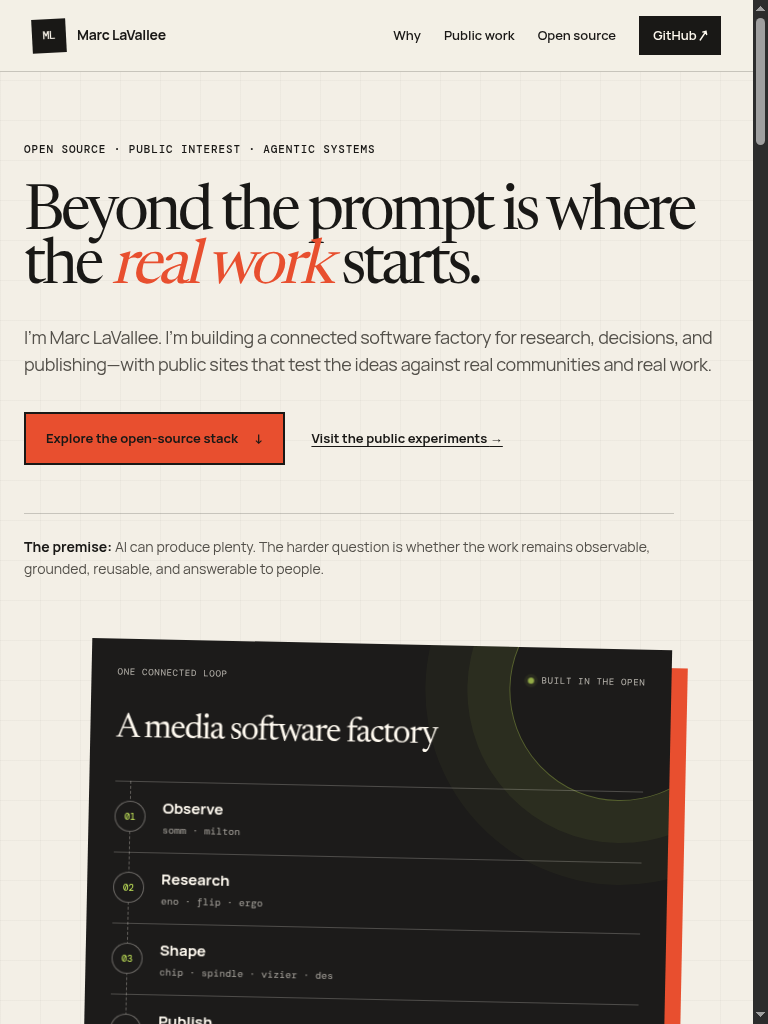 ML
Marc LaVallee
Why
Public work
Open source
GitHub ↗
OPEN SOURCE · PUBLIC INTEREST · AGENTIC SYSTEMS
Beyond the prompt is where
the real work starts.
I'm Marc LaVallee. I'm building a connected software factory for research, decisions, and
publishing—with public sites that test the ideas against real communities and real work.
Explore the open-source stack ↓
Visit the public experiments →
The premise: AI can produce plenty. The harder question is whether the work remains observable,
grounded, reusable, and answerable to people.
ONE CONNECTED LOOP
BUILT IN THE OPEN
A media software factory
01
Observe
somm · milton
02
Research
eno · flip · ergo
03
Shape
chip · spindle · vizier · des
Publish